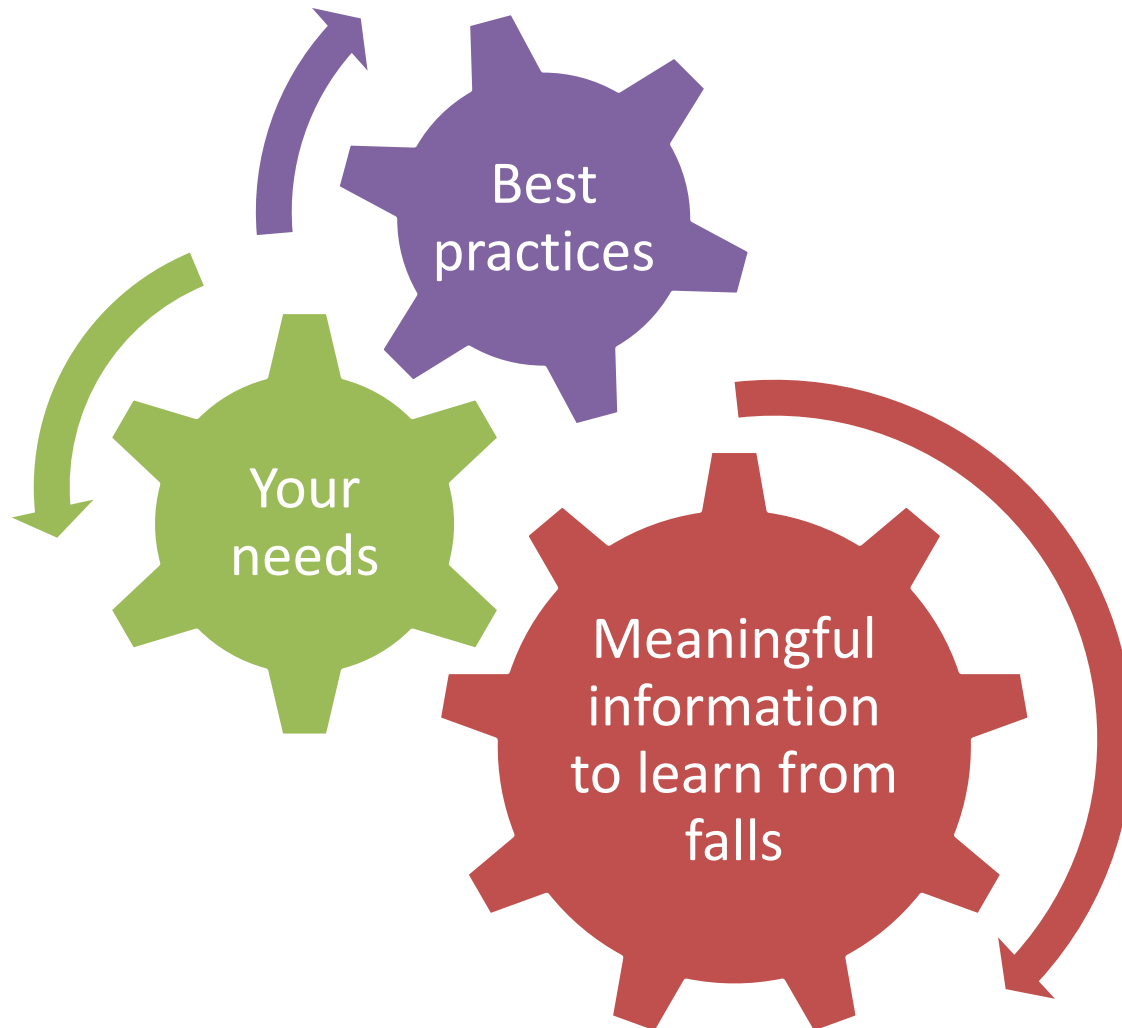 Best
practices
Your
needs
Meaningful
information
to learn from
falls